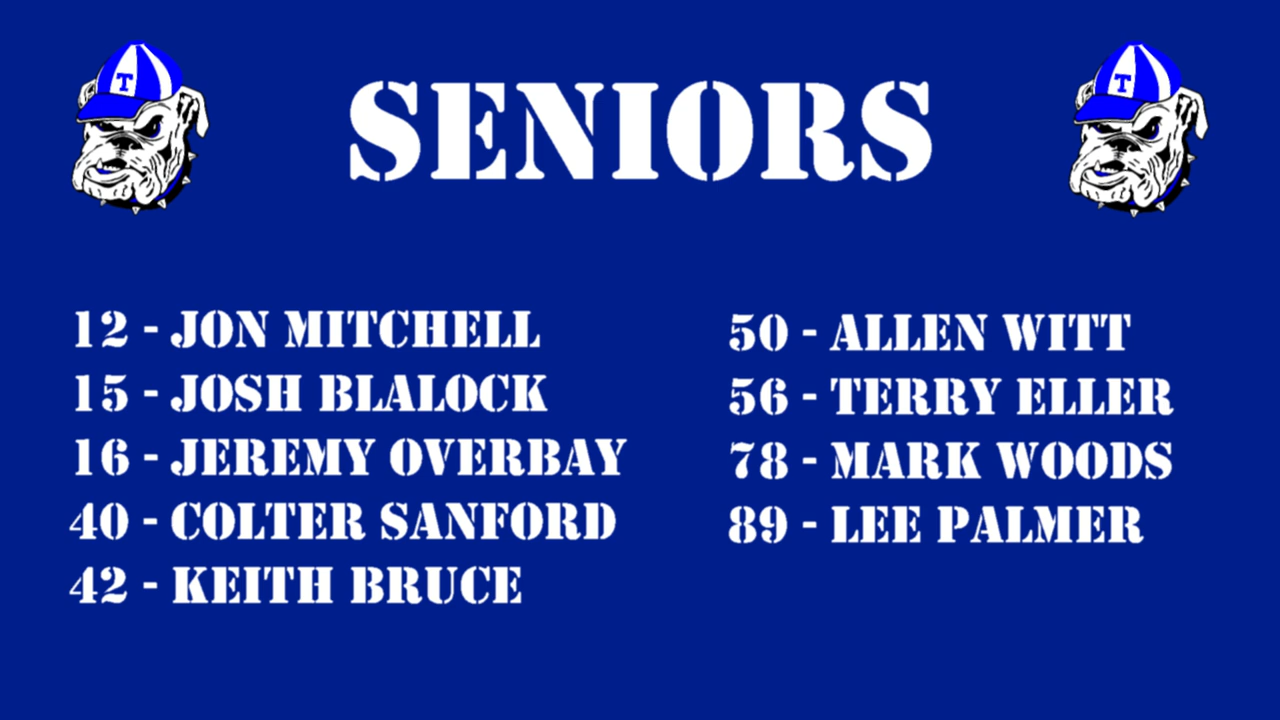 T
T
SENIORS
12 - JON MITCHELL
15 - JOSH BLALOCK
16 - JEREMY OVERBAY
40 - COLTER SANFORD
42 - KEITH BRUCE
50 - ALLEN WITT
56 - TERRY ELLER
78 - MARK WOODS
89 - LEE PALMER